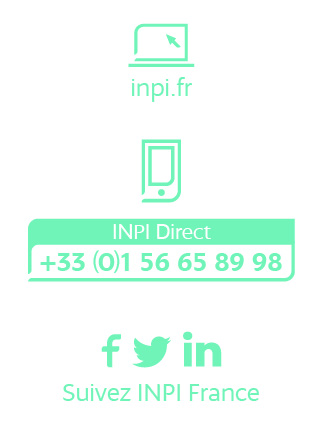 inpi.fr
INPI Direct
+33 (0)1 56 65 89 98
Suivez INPI France